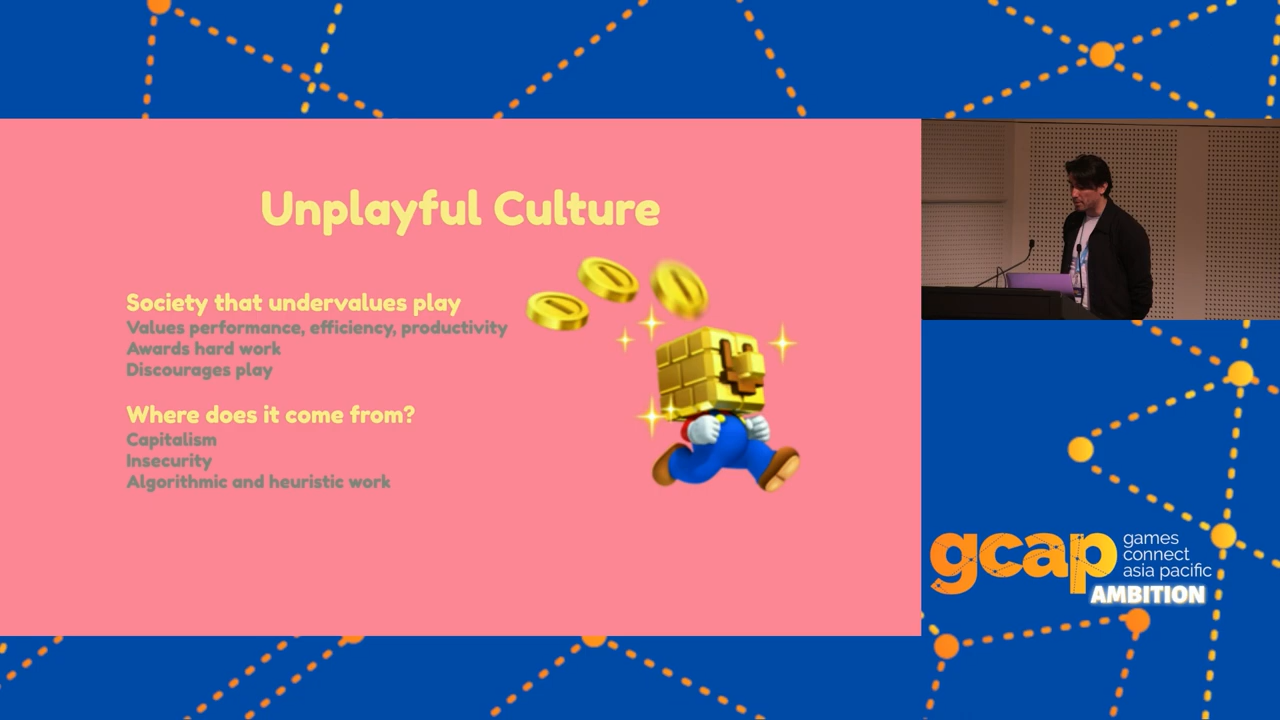 Unplayful Culture
Society that undervalues play
Values performance, efficiency, productivity
Awards hard work
Discourages play
Where does it come from?
Capitalism
Insecurity
Algorithmic and heuristic work
gcap
games
connect
asia pacific
AMBITION